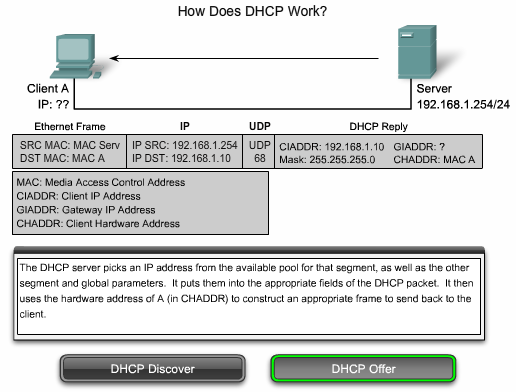 How Does DHCP Work?
Client A
IP: ??
Server
192.168.1.254/24
Ethernet Frame IP UDP DHCP Reply
SRC MAC: MAC Serv IP SRC: 192.168.1.254 UDP CIADDR: 192.168.1.10 GIADDR: ?
DST MAC: MAC A IP DST: 192.168.1.10 68 Mask: 255.255.255.0 CHADDR: MAC A
MAC: Media Access Control Address
CIADDR: Client IP Address
GIADDR: Gateway IP Address
CHADDR: Client Hardware Address
The DHCP server picks an IP address from the available pool for that segment, as well as the other
segment and global parameters. It puts them into the appropriate fields of the DHCP packet. It then
uses the hardware address of A (in CHADDR) to construct an appropriate frame to send back to the
client.
DHCP Discover DHCP Offer